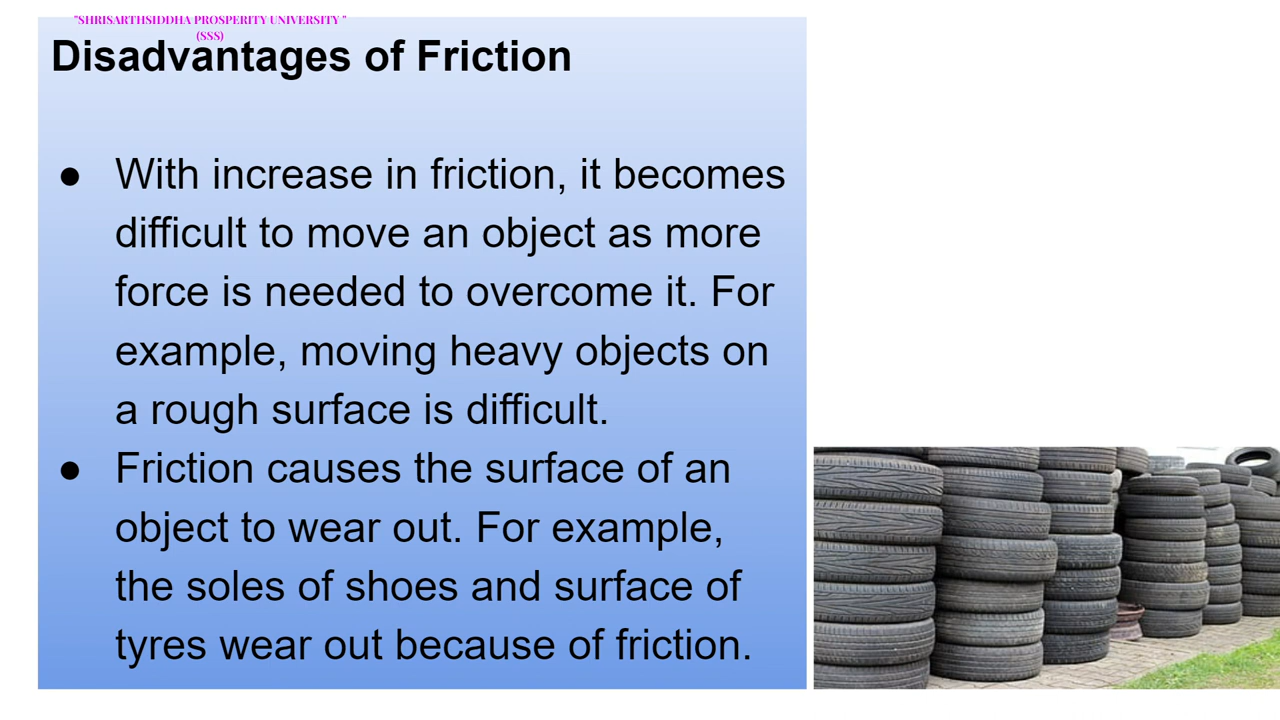 "SHRISARTHSIDDHA PROSPERITY UNIVERSITY "
(SSS)
Disadvantages of Friction
● With increase in friction, it becomes
difficult to move an object as more
force is needed to overcome it. For
example, moving heavy objects on
a rough surface is difficult.
● Friction causes the surface of an
object to wear out. For example,
the soles of shoes and surface of
tyres wear out because of friction.